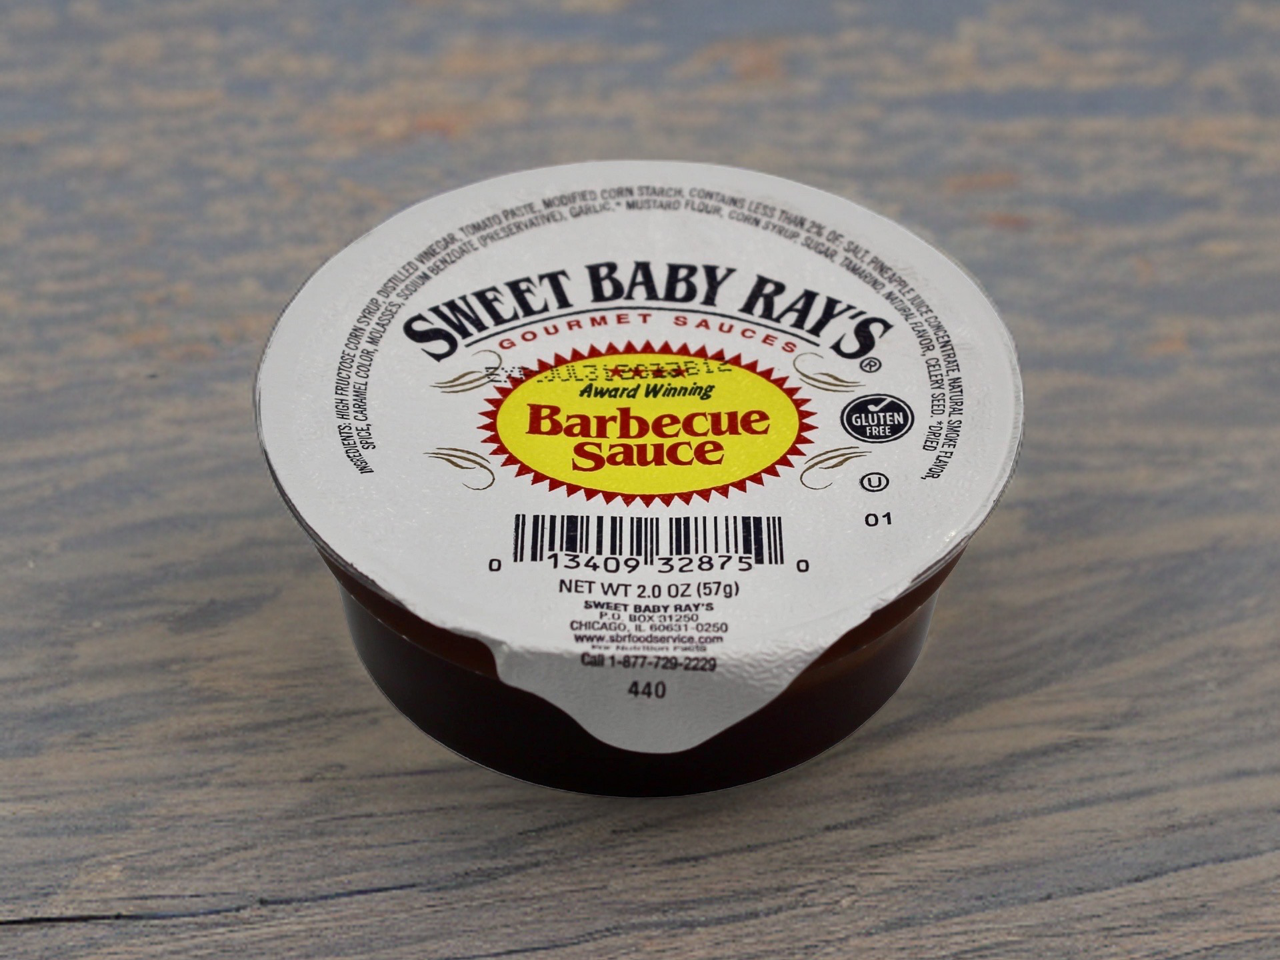 INGREDIENTS: HIGH FRUCTOSE CORN SYRUP, DISTILLED VINEGAR, TOMATO PASTE, MODIFIED CORN STARCH, CONTAINS LESS THAN 2% OF: SALT, PINEAPPLE JUICE CONCENTRATE, NATURAL SMOKE FLAVOR,
SPICE, CARAMEL COLOR, MOLASSES, SODIUM BENZOATE (PRESERVATIVE), GARLIC,* MUSTARD FLOUR, CORN SYRUP, SUGAR, TAMARIND, NATURAL FLAVOR, CELERY SEED. *DRIED
SWEET BABY RAY'S®
GOURMET SAUCES
Award Winning
Barbecue
Sauce
GLUTEN
FREE
U
01
0 13409 32875 0
NET WT 2.0 OZ (57g)
SWEET BABY RAY'S
P.O. BOX 31250
CHICAGO, IL 60631-0250
www.sbrfoodservice.com
For Nutrition Facts
Call 1-877-729-2229
440